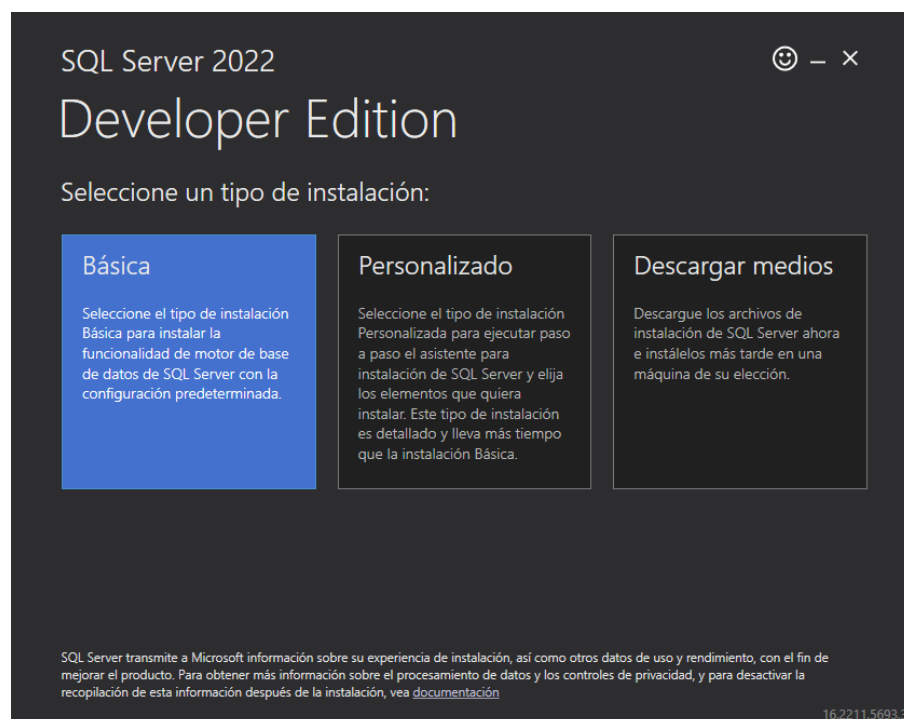 SQL Server 2022
Developer Edition
Seleccione un tipo de instalación:
Básica
Seleccione el tipo de instalación
Básica para instalar la
funcionalidad de motor de base
de datos de SQL Server con la
configuración predeterminada.
Personalizado
Seleccione el tipo de instalación
Personalizada para ejecutar paso
a paso el asistente para
instalación de SQL Server y elija
los elementos que quiera
instalar. Este tipo de instalación
es detallado y lleva más tiempo
que la instalación Básica.
Descargar medios
Descargue los archivos de
instalación de SQL Server ahora
e instálelos más tarde en una
máquina de su elección.
SQL Server transmite a Microsoft información sobre su experiencia de instalación, así como otros datos de uso y rendimiento, con el fin de
mejorar el producto. Para obtener más información sobre el procesamiento de datos y los controles de privacidad, y para desactivar la
recopilación de esta información después de la instalación, vea documentación
16.2211.5693.3